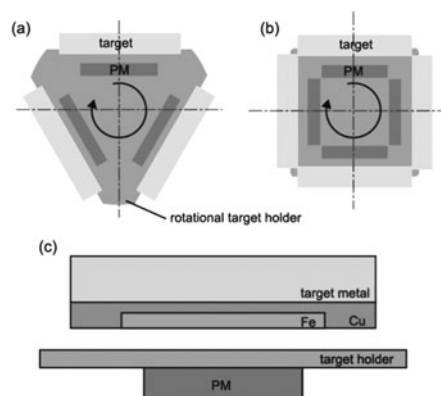 (a)
target
PM
(b)
target
PM
rotational target holder
(c)
target metal
Fe
Cu
target holder
PM